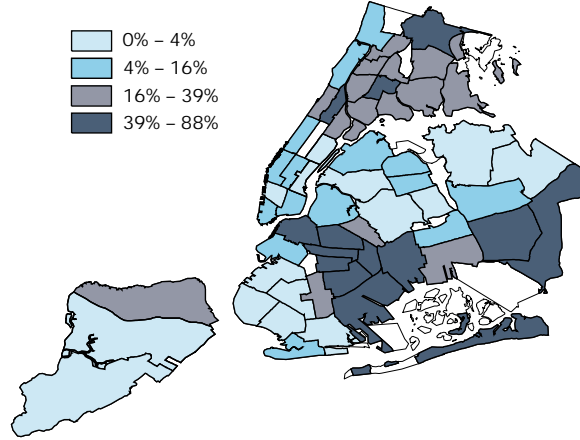 0% – 4%
4% – 16%
16% – 39%
39% – 88%